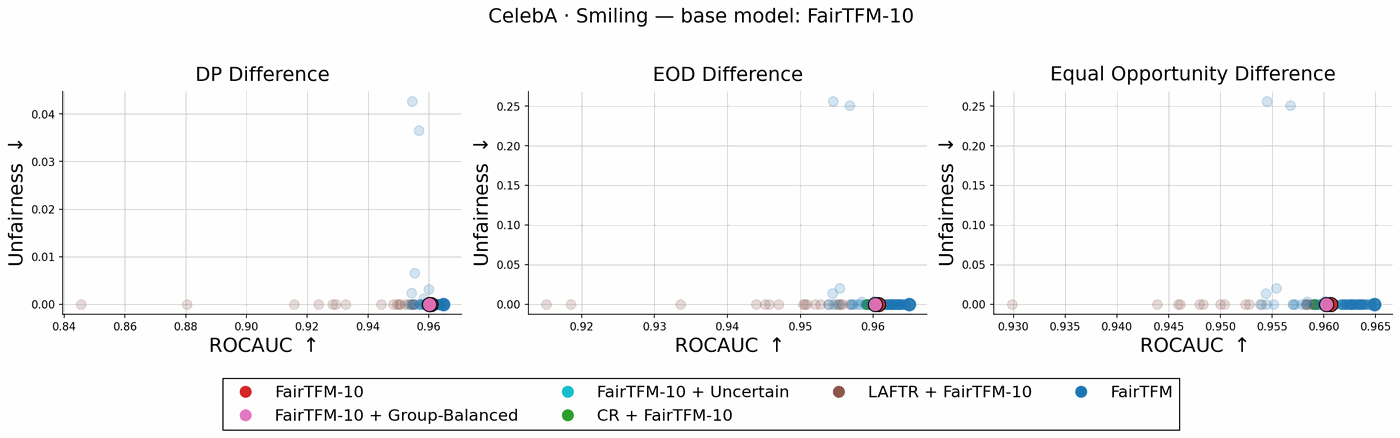 CelebA · Smiling — base model: FairTFM-10
DP Difference
EOD Difference
Equal Opportunity Difference
Unfairness ↓
0.04
0.03
0.02
0.01
0.00
0.84 0.86 0.88 0.90 0.92 0.94 0.96
ROCAUC ↑
Unfairness ↓
0.25
0.20
0.15
0.10
0.05
0.00
0.92 0.93 0.94 0.95 0.96
ROCAUC ↑
Unfairness ↓
0.25
0.20
0.15
0.10
0.05
0.00
0.930 0.935 0.940 0.945 0.950 0.955 0.960 0.965
ROCAUC ↑
FairTFM-10 FairTFM-10 + Uncertain LAFTR + FairTFM-10 FairTFM
FairTFM-10 + Group-Balanced CR + FairTFM-10